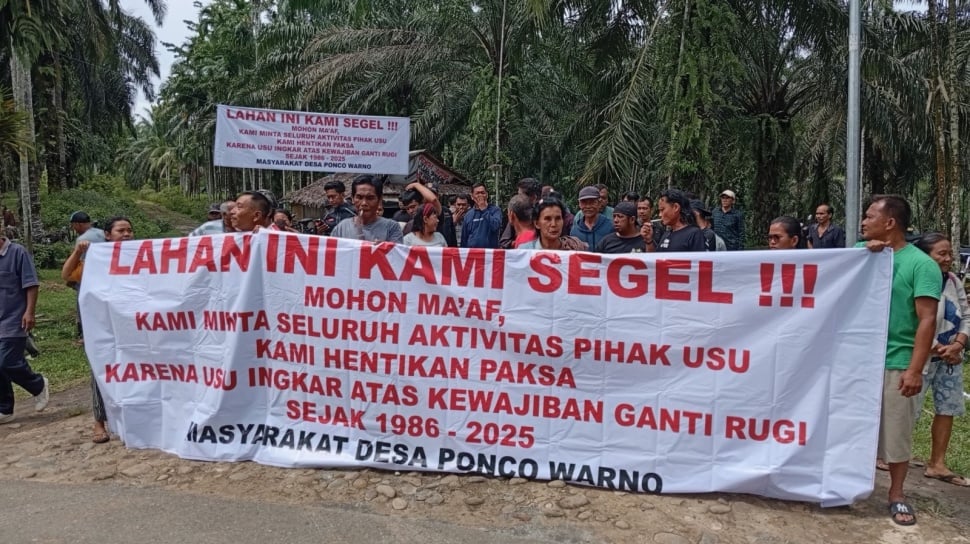 LAHAN INI KAMI SEGEL !!!
MOHON MA'AF,
KAMI MINTA SELURUH AKTIVITAS PIHAK USU
KAMI HENTIKAN PAKSA
KARENA USU INGKAR ATAS KEWAJIBAN GANTI RUGI
SEJAK 1986 - 2025
MASYARAKAT DESA PONCO WARNO
LAHAN INI KAMI SEGEL !!!
MOHON MA'AF,
KAMI MINTA SELURUH AKTIVITAS PIHAK USU
KAMI HENTIKAN PAKSA
KARENA USU INGKAR ATAS KEWAJIBAN GANTI RUGI
SEJAK 1986 - 2025
MASYARAKAT DESA PONCO WARNO